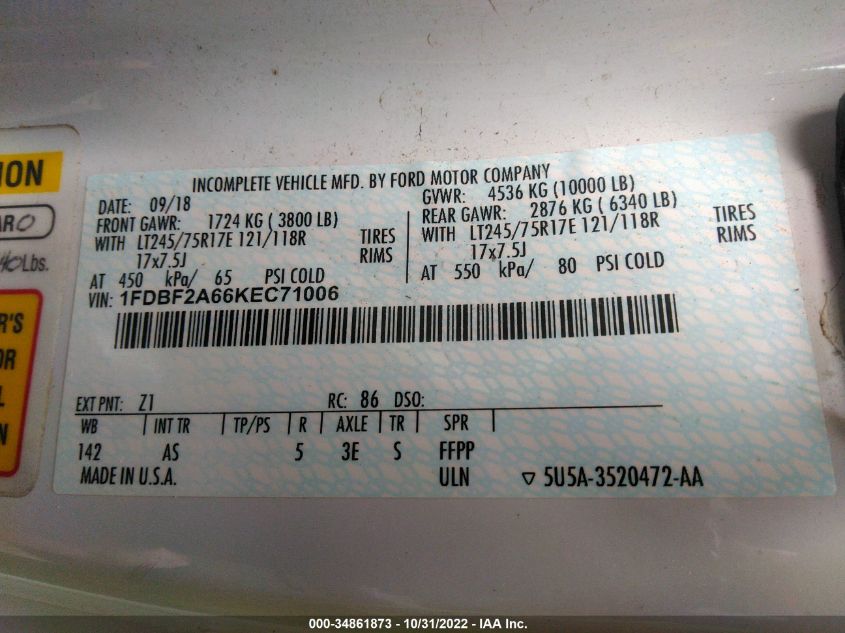 INCOMPLETE VEHICLE MFD. BY FORD MOTOR COMPANY
DATE: 09/18 GVWR: 4536 KG (10000 LB)
FRONT GAWR: 1724 KG ( 3800 LB) REAR GAWR: 2876 KG ( 6340 LB)
WITH LT245/75R17E 121/118R TIRES WITH LT245/75R17E 121/118R TIRES
17x7.5J RIMS 17x7.5J RIMS
AT 450 kPa/ 65 PSI COLD AT 550 kPa/ 80 PSI COLD
VIN: 1FDBF2A66KEC71006
EXT PNT: Z1 RC: 86 DSO:
WB INT TR TP/PS R AXLE TR SPR
142 AS 5 3E S FFPP
MADE IN U.S.A. ULN ▽ 5U5A-3520472-AA
ION
Lbs.
R'S
OR
L
N
000-34861873 - 10/31/2022 - IAA Inc.